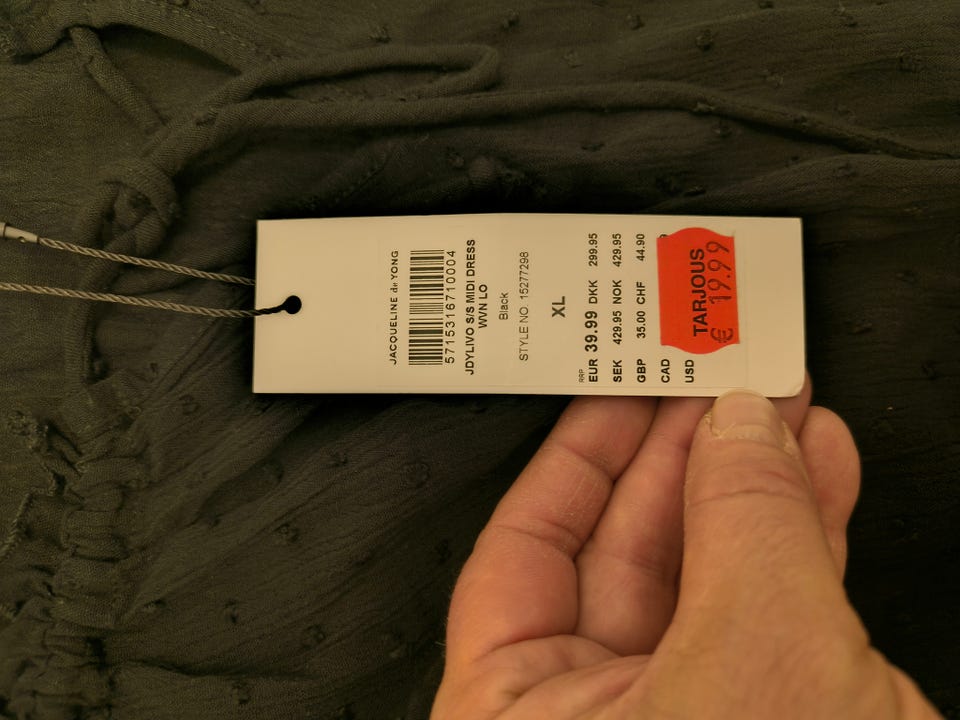 JACQUELINE de YONG
5715316710004
JDYLIVO S/S MIDI DRESS
WVN LO
Black
STYLE NO. 15277298
XL
RRP
EUR 39.99 DKK 299.95
SEK 429.95 NOK 429.95
GBP 35.00 CHF 44.90
CAD
USD
TARJOUS
€ 19.99